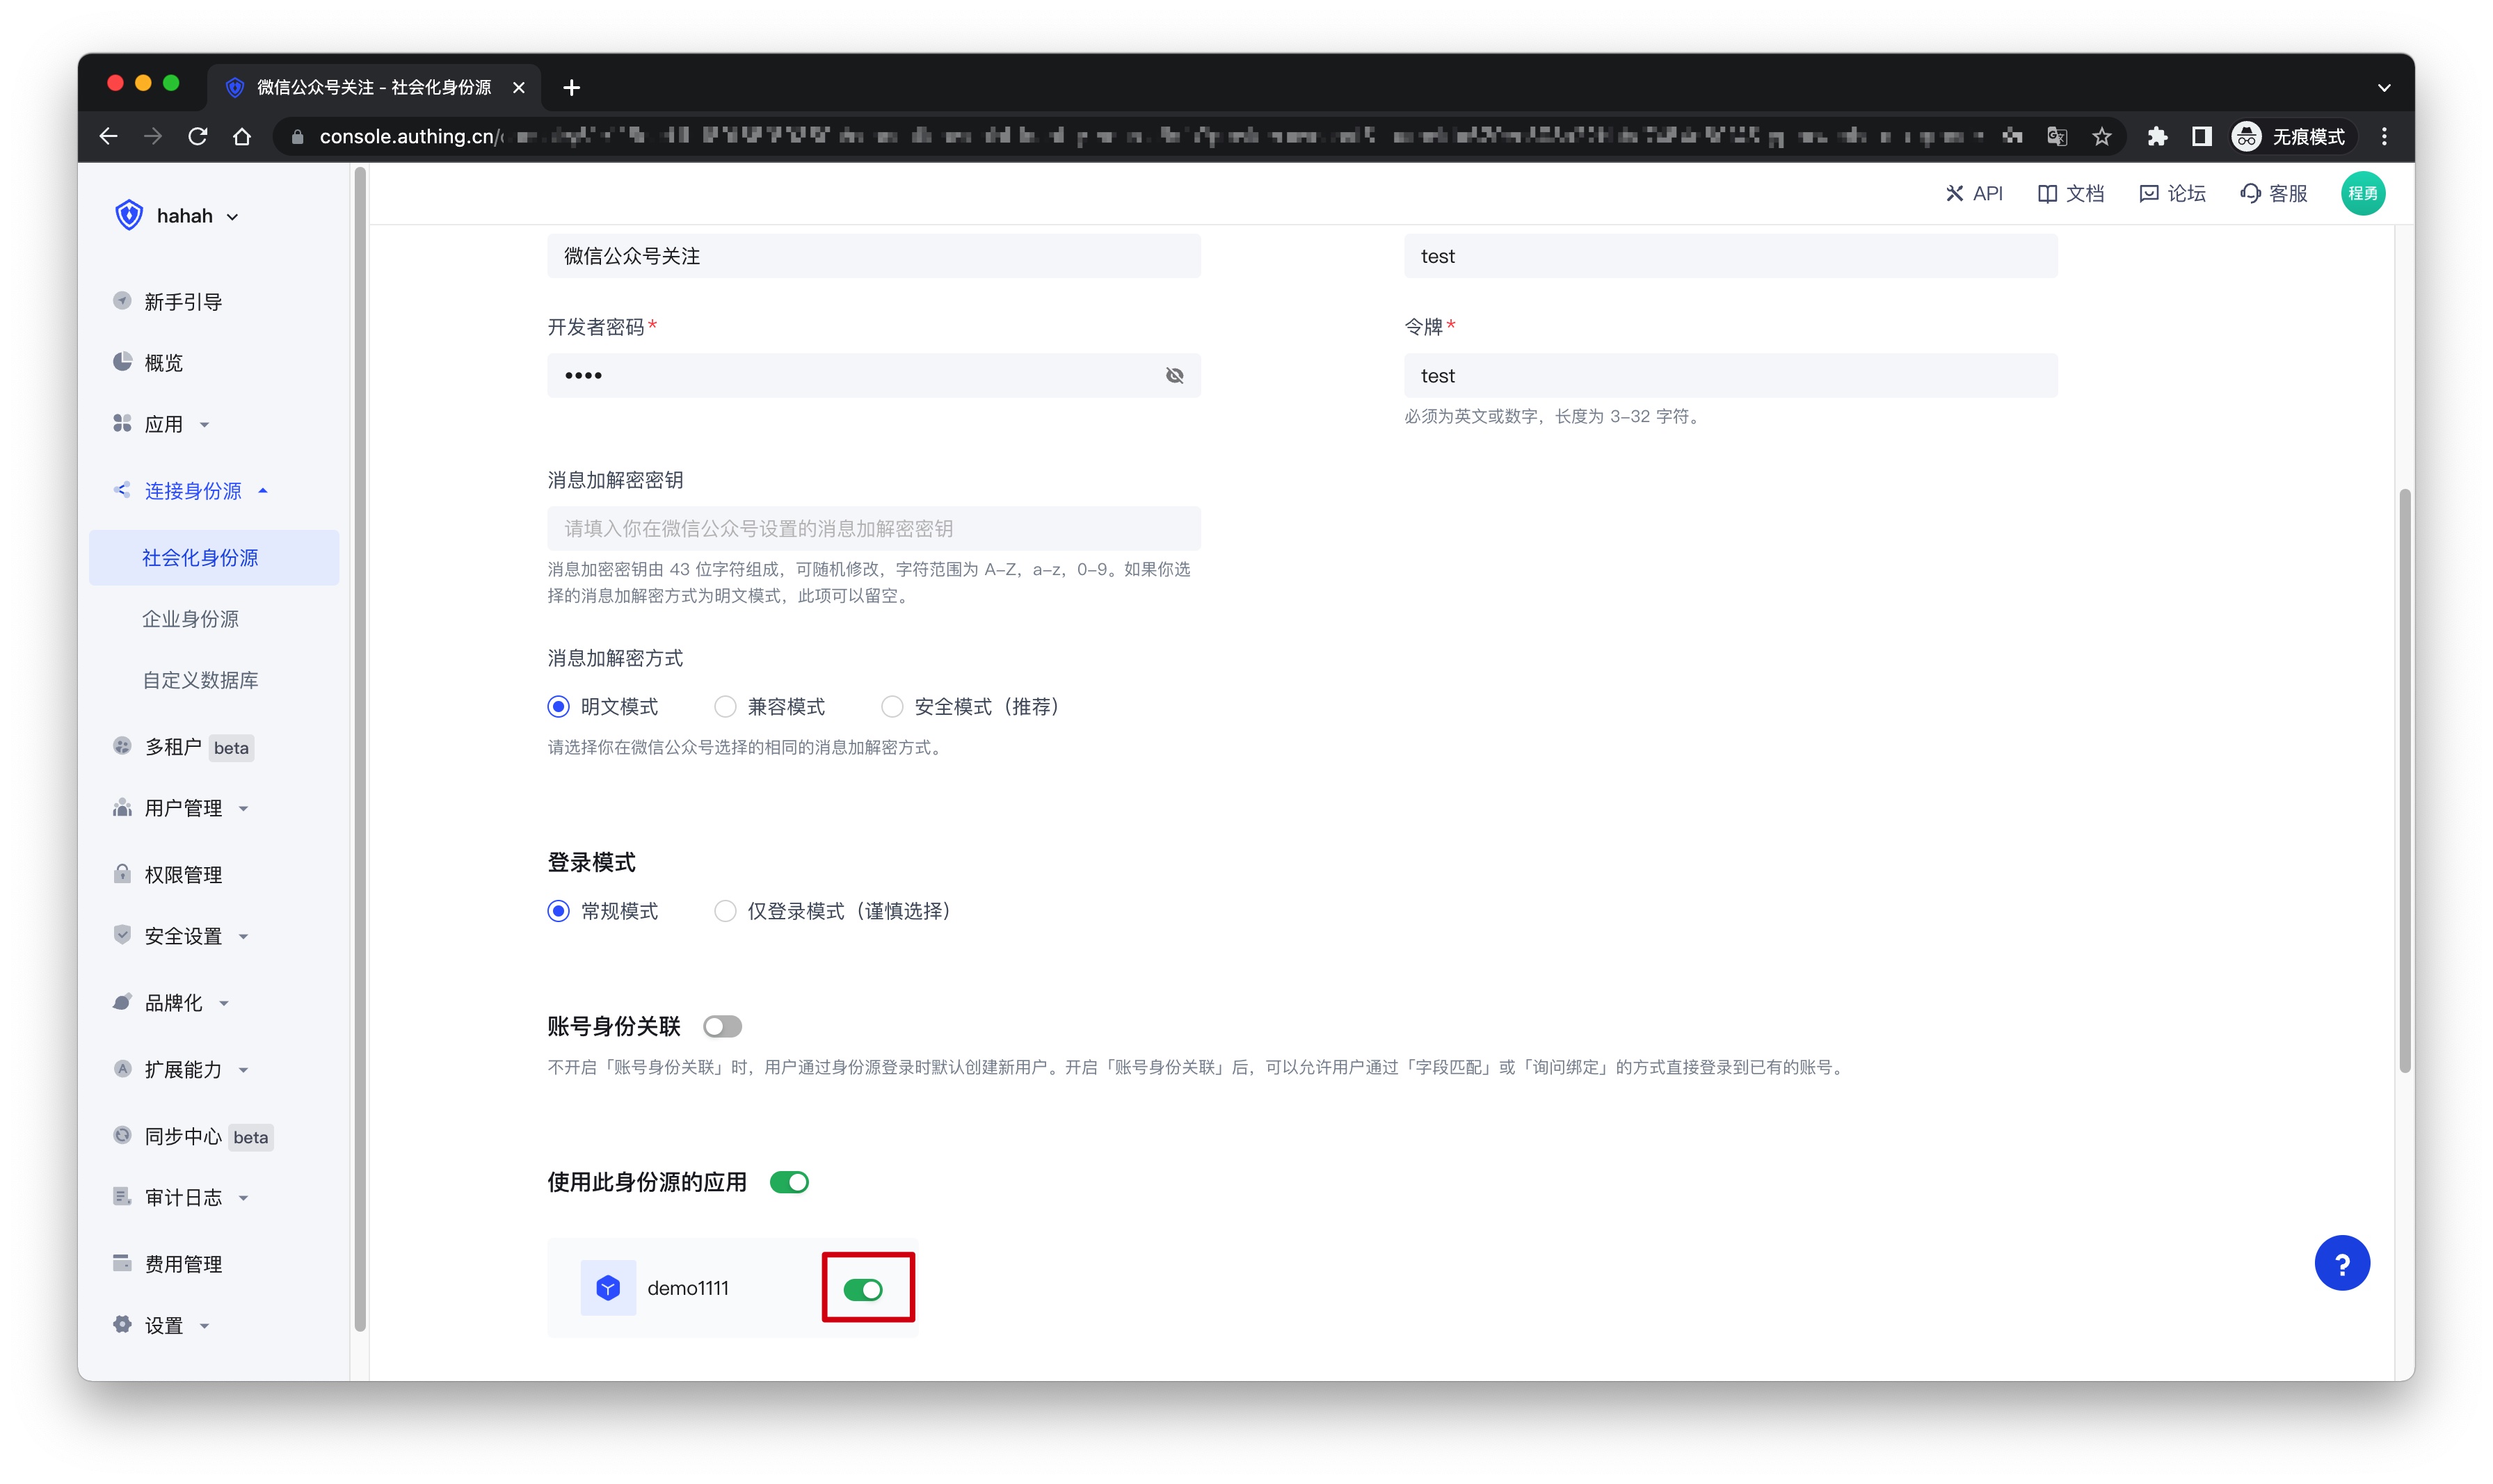 微信公众号关注 - 社会化身份源
console.authing.cn/
无痕模式
hahah
API
文档
论坛
客服
程勇
新手引导
概览
应用
连接身份源
社会化身份源
企业身份源
自定义数据库
多租户 beta
用户管理
权限管理
安全设置
品牌化
扩展能力
同步中心 beta
审计日志
费用管理
设置
微信公众号关注
test
开发者密码*
令牌*
••••
test
必须为英文或数字，长度为 3-32 字符。
消息加解密密钥
请填入你在微信公众号设置的消息加解密密钥
消息加密密钥由 43 位字符组成，可随机修改，字符范围为 A-Z，a-z，0-9。如果你选
择的消息加解密方式为明文模式，此项可以留空。
消息加解密方式
明文模式
兼容模式
安全模式（推荐）
请选择你在微信公众号选择的相同的消息加解密方式。
登录模式
常规模式
仅登录模式（谨慎选择）
账号身份关联
不开启「账号身份关联」时，用户通过身份源登录时默认创建新用户。开启「账号身份关联」后，可以允许用户通过「字段匹配」或「询问绑定」的方式直接登录到已有的账号。
使用此身份源的应用
demo1111
?